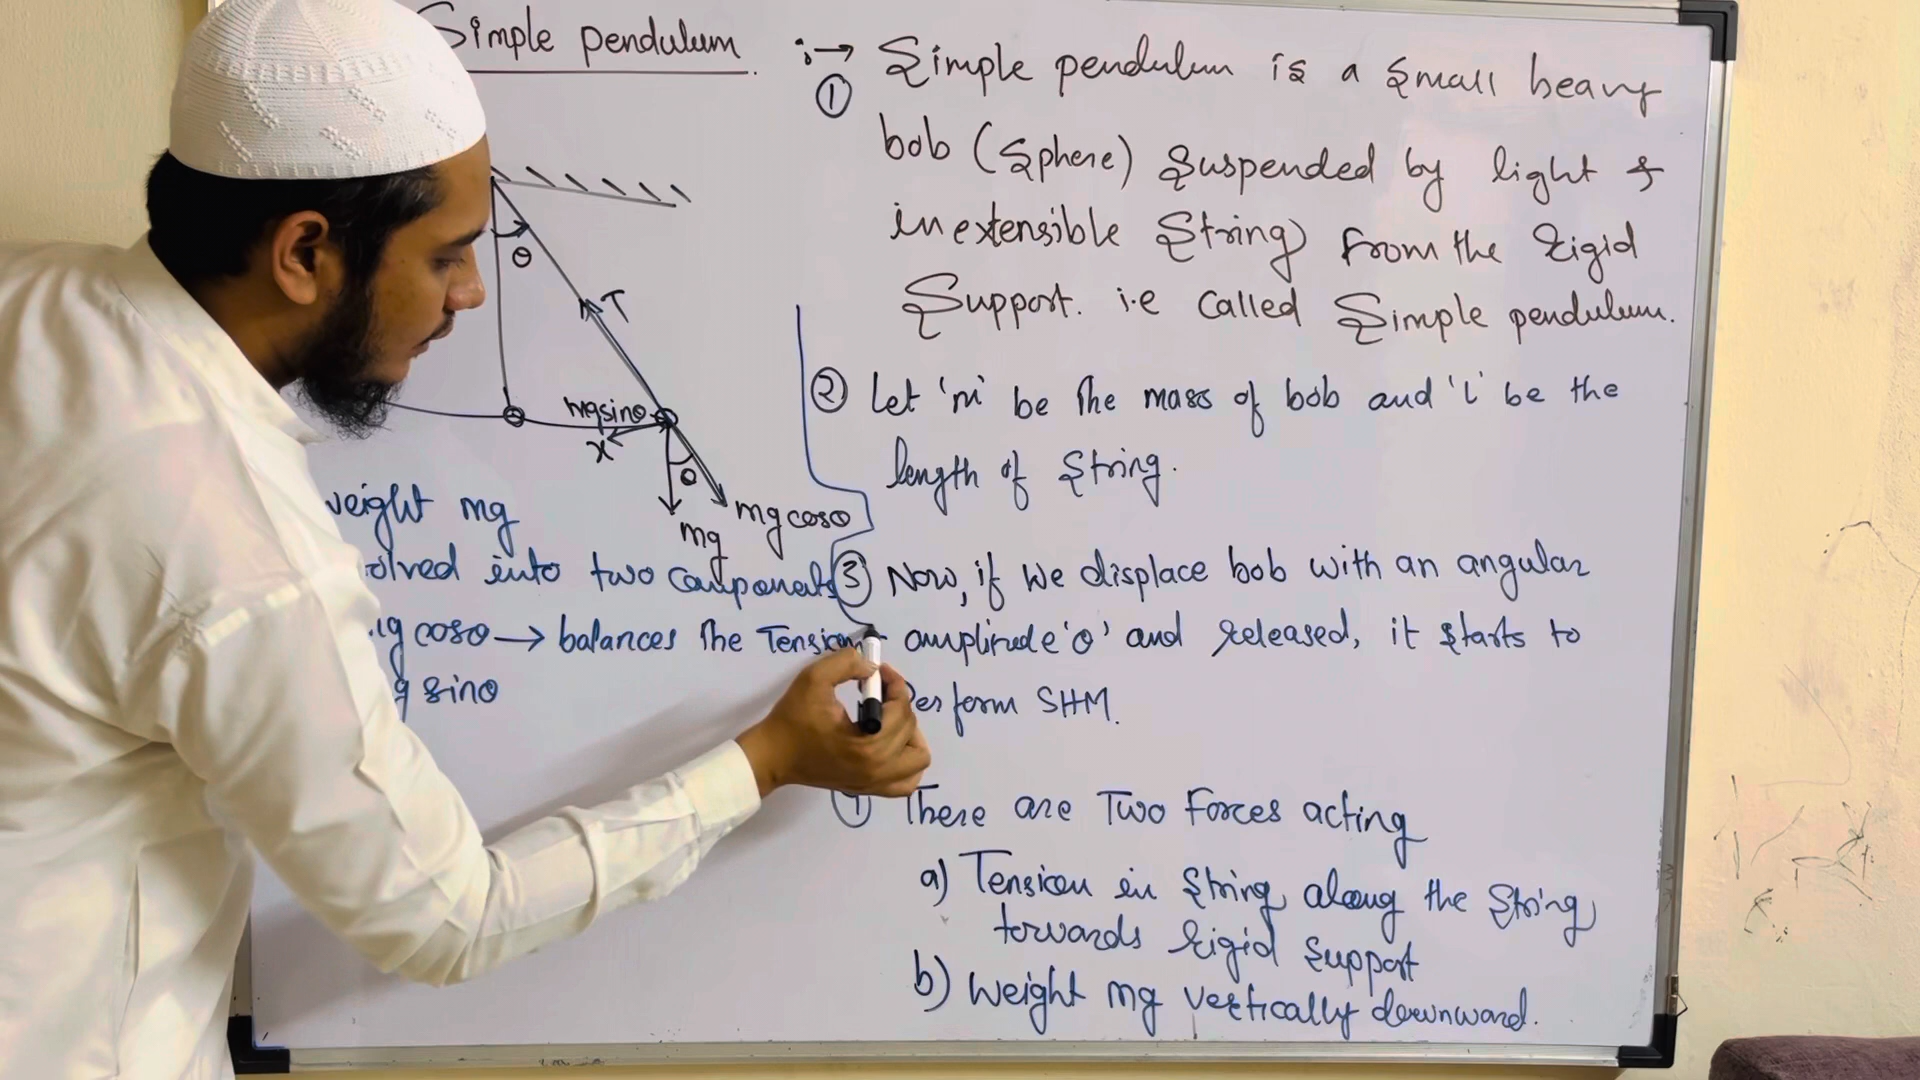 Simple pendulum
:→ Simple pendulum is a small heavy
①
bob (Sphere) suspended by light &
inextensible String from the rigid
Support. i.e called Simple pendulum.
θ
T
mgsinθ
x
θ
mg
mg cosθ
② Let 'm' be the mass of bob and 'L' be the
length of String.
③ Now, if we displace bob with an angular
amplitude 'θ' and released, it starts to
Perform SHM.
weight mg
olved into two components
g cosθ → balances the Tension
g sinθ
There are Two Forces acting
a) Tension in String along the String
towards rigid support
b) weight mg vertically downward.